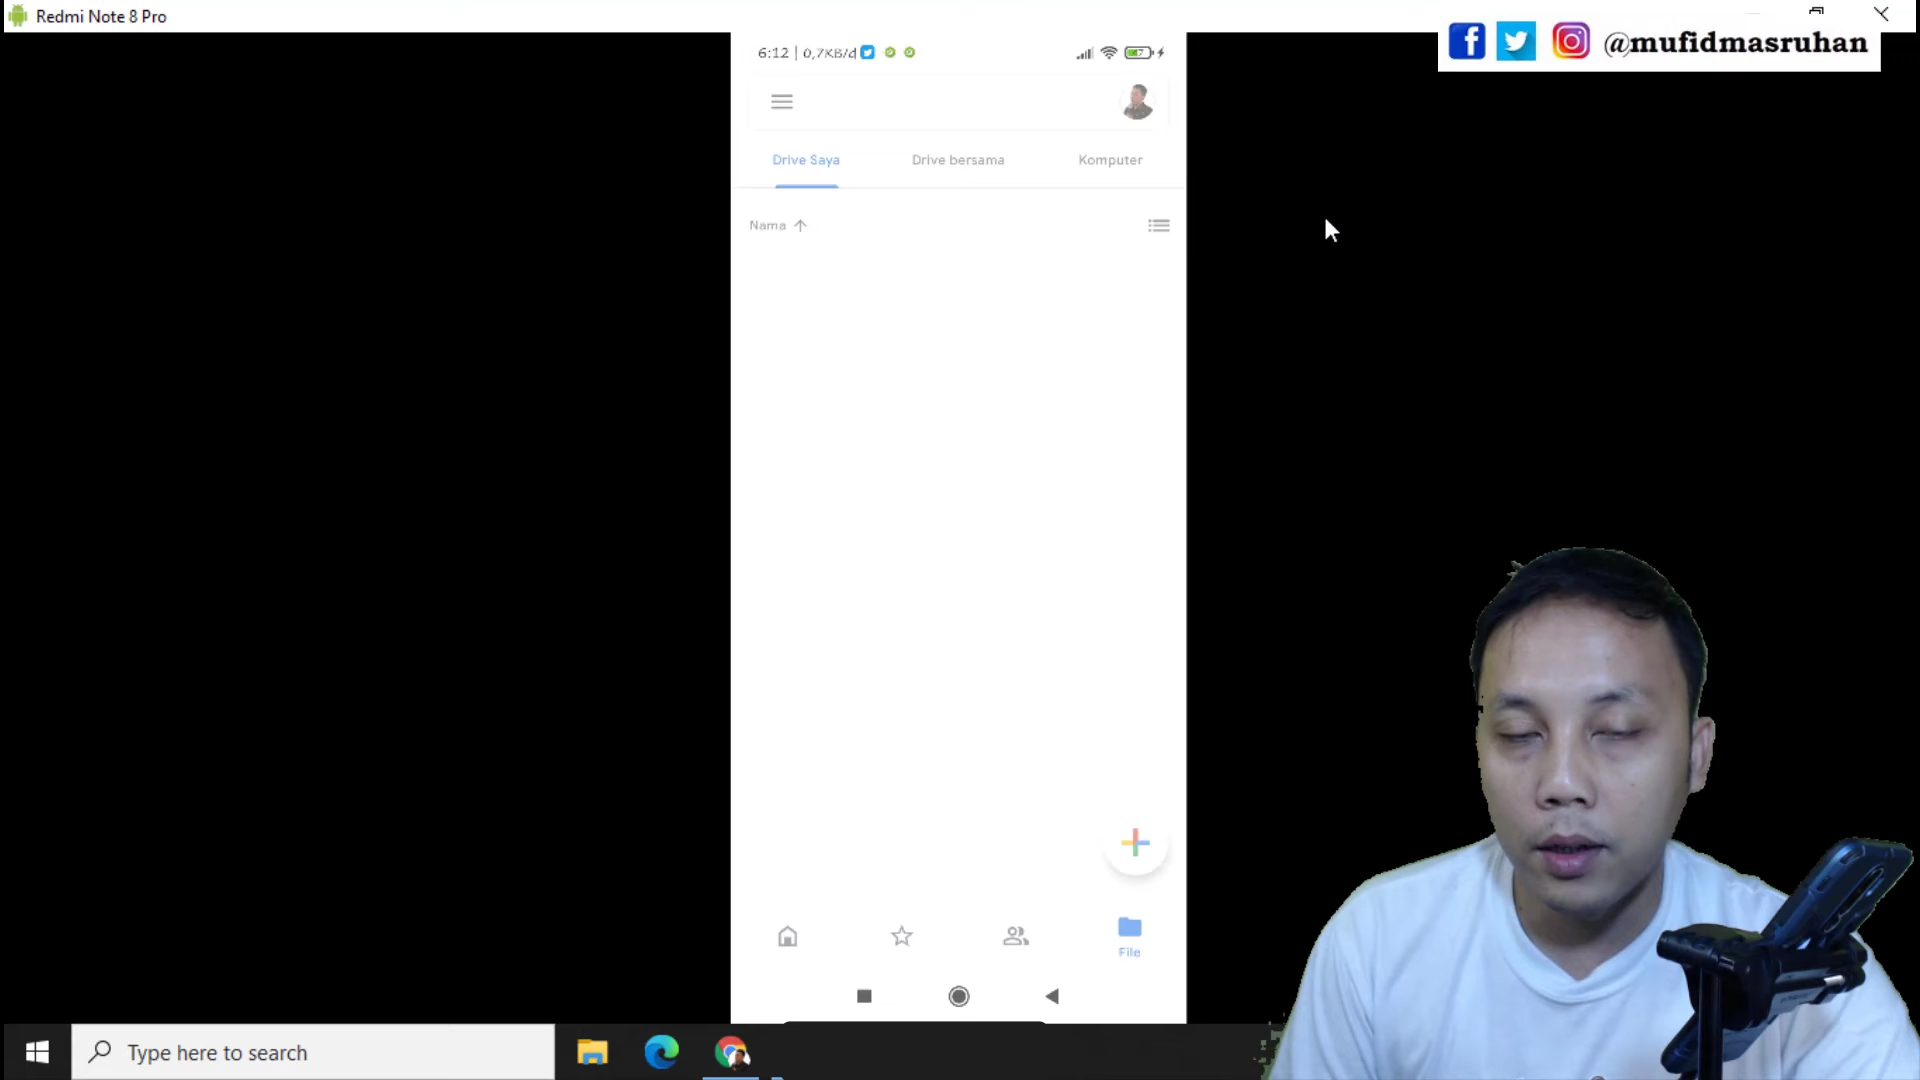 Redmi Note 8 Pro
@mufidmasruhan
6:12 | 0,7KB/d
Drive Saya
Drive bersama
Komputer
Nama
File
Type here to search